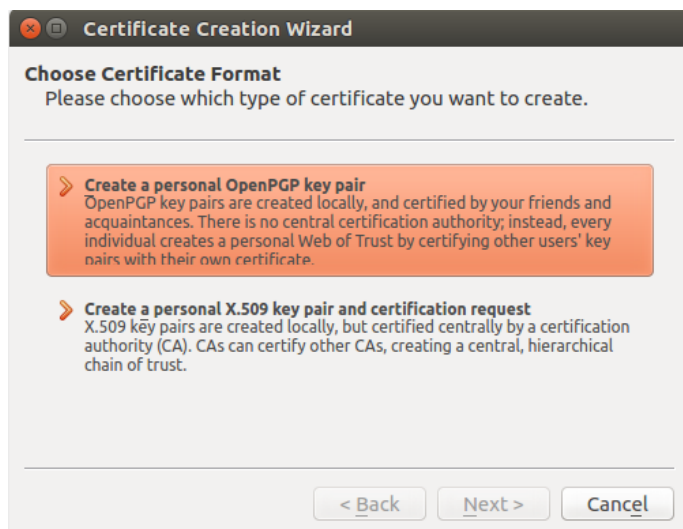 Certificate Creation Wizard
Choose Certificate Format
Please choose which type of certificate you want to create.
Create a personal OpenPGP key pair
OpenPGP key pairs are created locally, and certified by your friends and
acquaintances. There is no central certification authority; instead, every
individual creates a personal Web of Trust by certifying other users' key
pairs with their own certificate.
Create a personal X.509 key pair and certification request
X.509 key pairs are created locally, but certified centrally by a certification
authority (CA). CAs can certify other CAs, creating a central, hierarchical
chain of trust.
< Back Next > Cancel